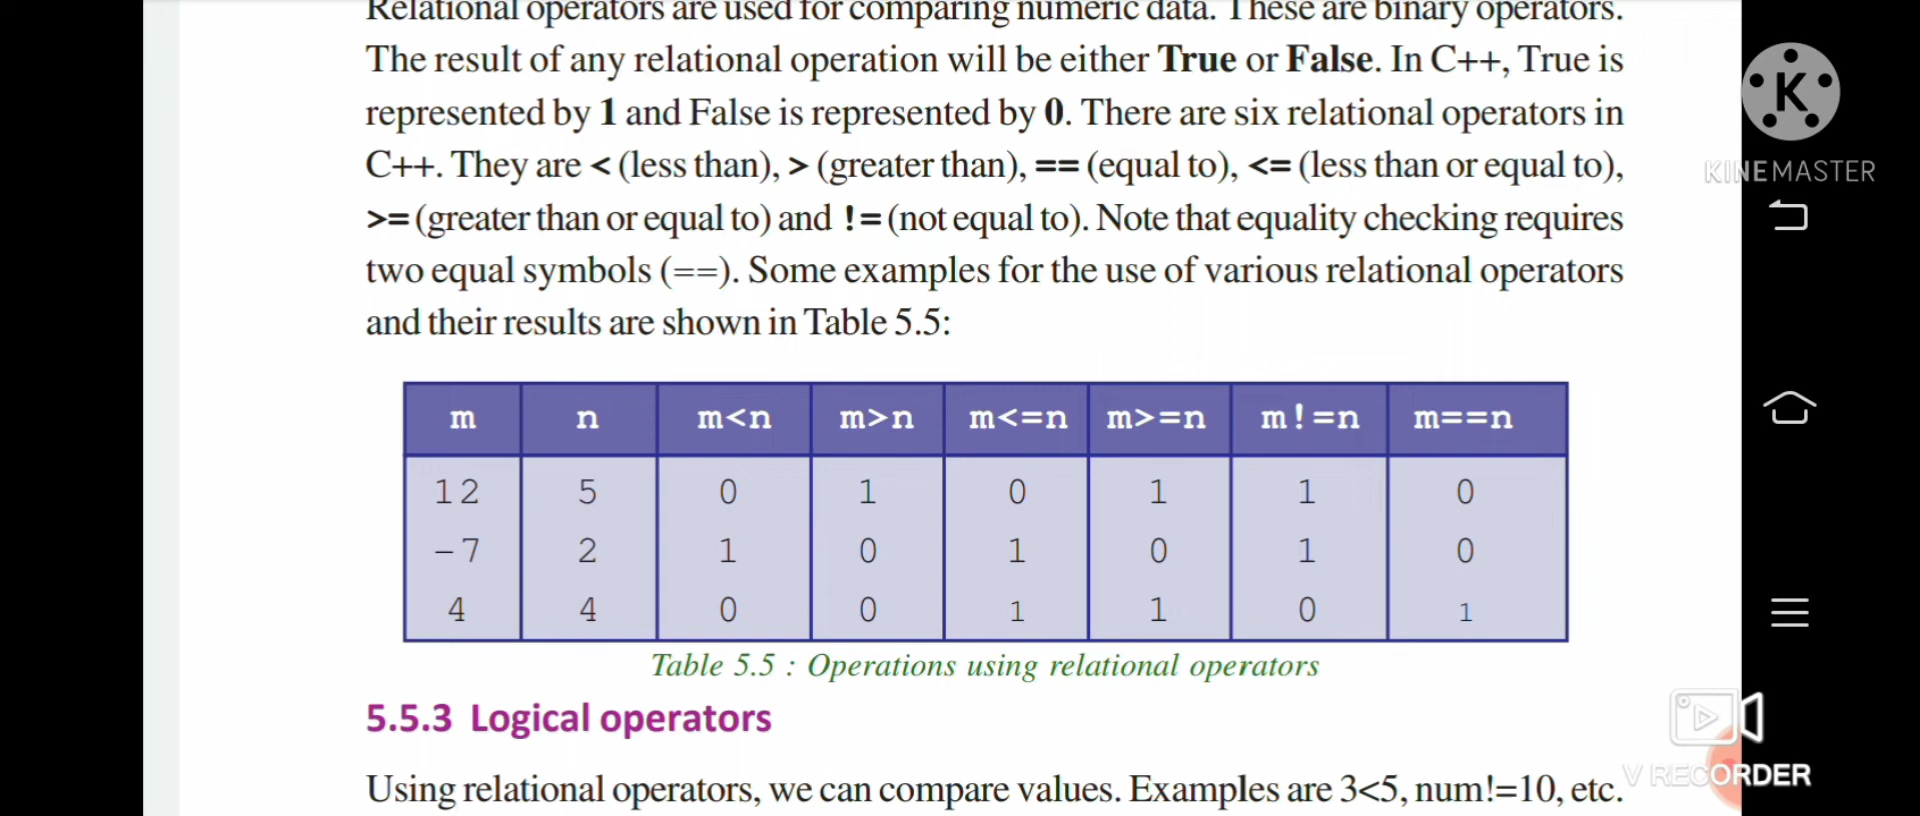 Relational operators are used for comparing numeric data. These are binary operators.
The result of any relational operation will be either True or False. In C++, True is
represented by 1 and False is represented by 0. There are six relational operators in
C++. They are < (less than), > (greater than), == (equal to), <= (less than or equal to),
>= (greater than or equal to) and != (not equal to). Note that equality checking requires
two equal symbols (==). Some examples for the use of various relational operators
and their results are shown in Table 5.5:
m n m<n m>n m<=n m>=n m!=n m==n
12 5 0 1 0 1 1 0
-7 2 1 0 1 0 1 0
4 4 0 0 1 1 0 1
Table 5.5 : Operations using relational operators
5.5.3 Logical operators
Using relational operators, we can compare values. Examples are 3<5, num!=10, etc.
K
KINEMASTER
V RECORDER